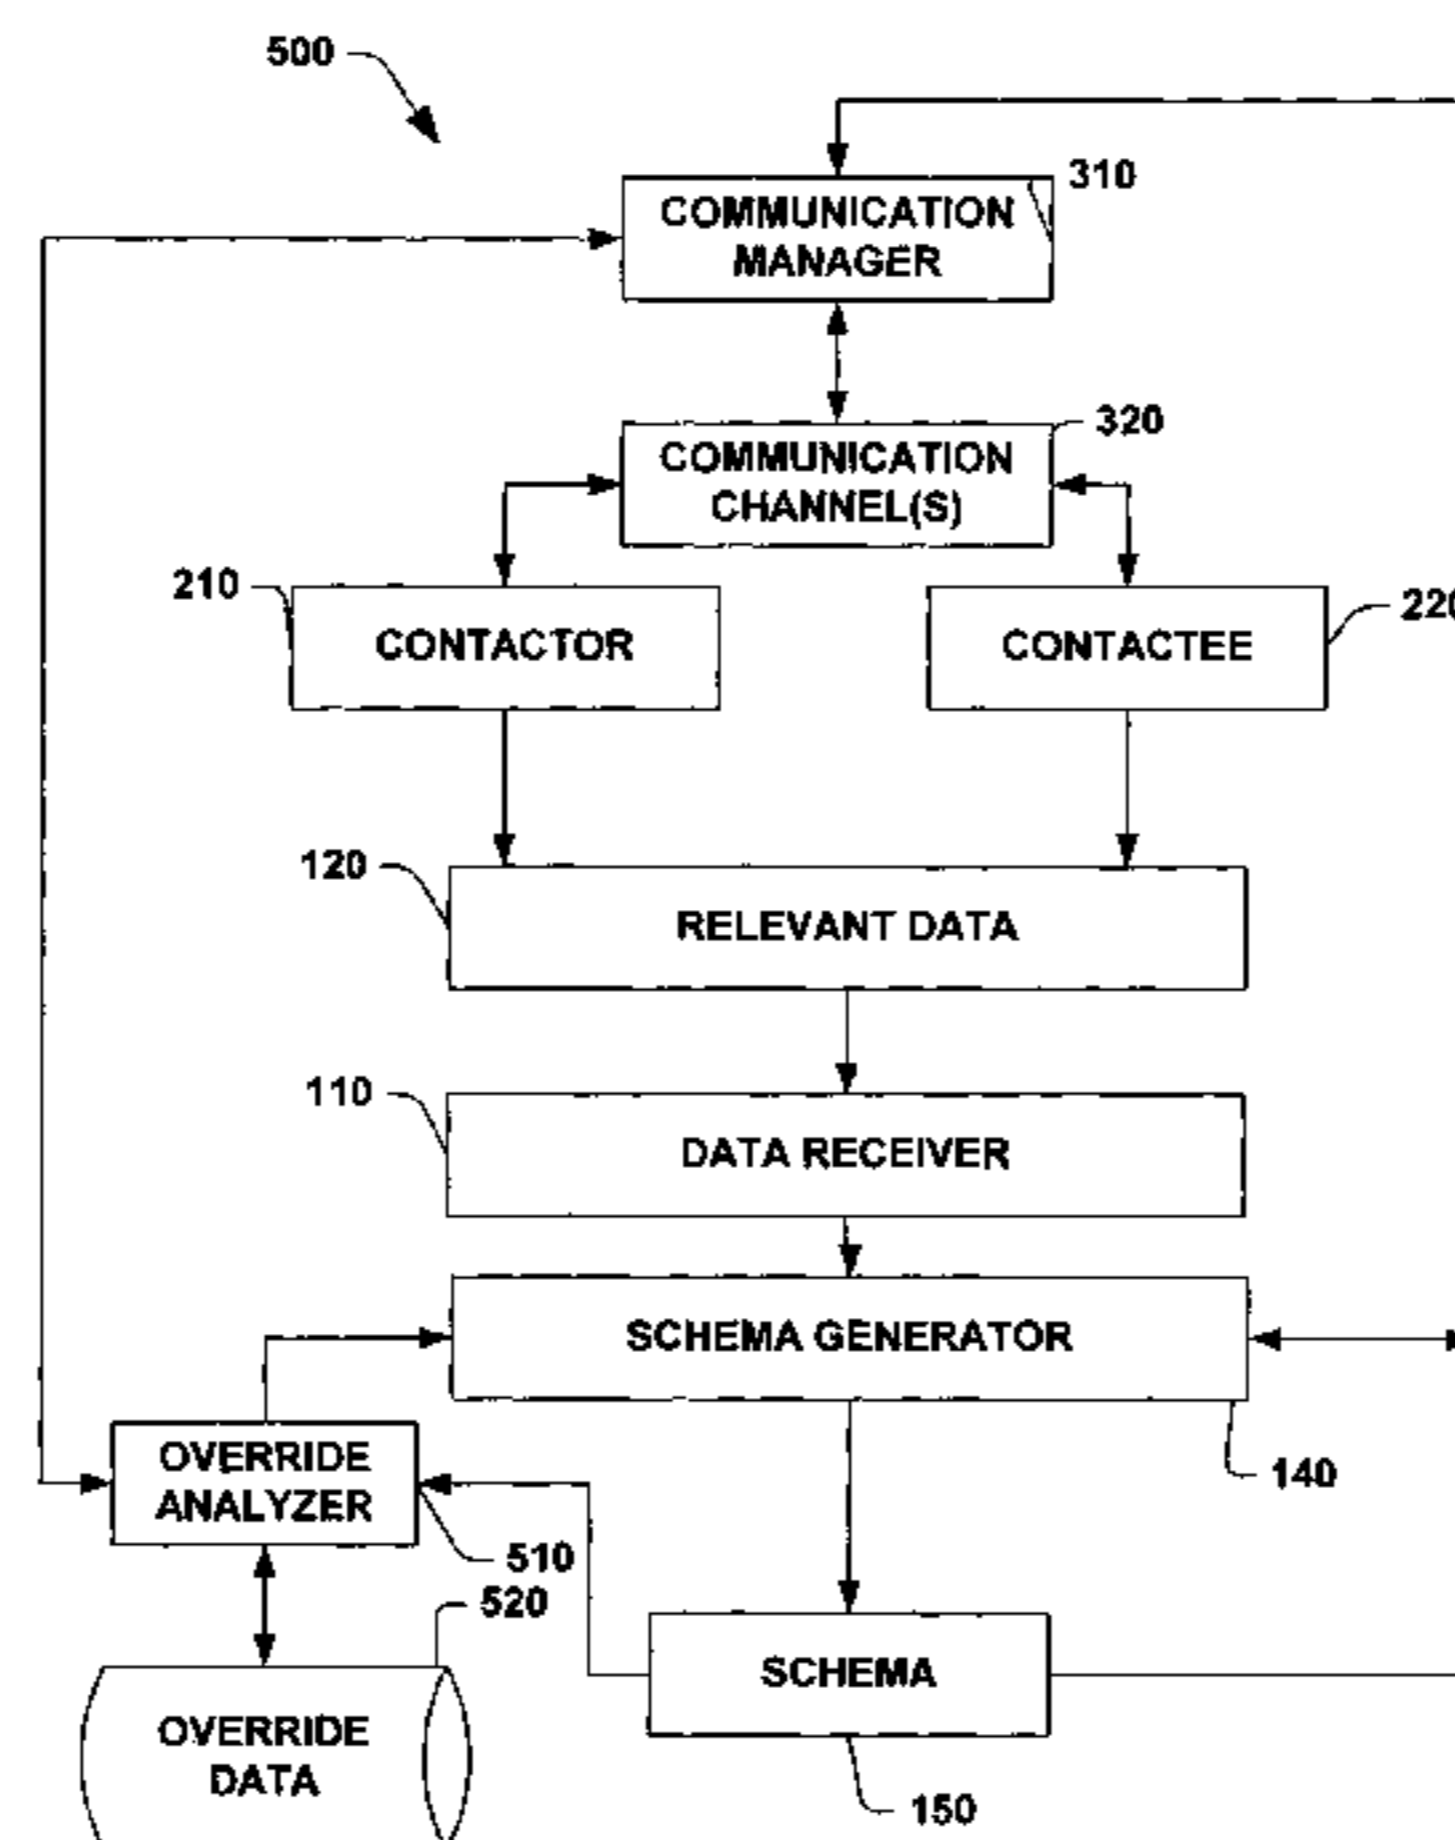 500
310
COMMUNICATION
MANAGER
320
COMMUNICATION
CHANNEL(S)
210
CONTACTOR
CONTACTEE
220
120
RELEVANT DATA
110
DATA RECEIVER
SCHEMA GENERATOR
140
OVERRIDE
ANALYZER
510
520
SCHEMA
OVERRIDE
DATA
150